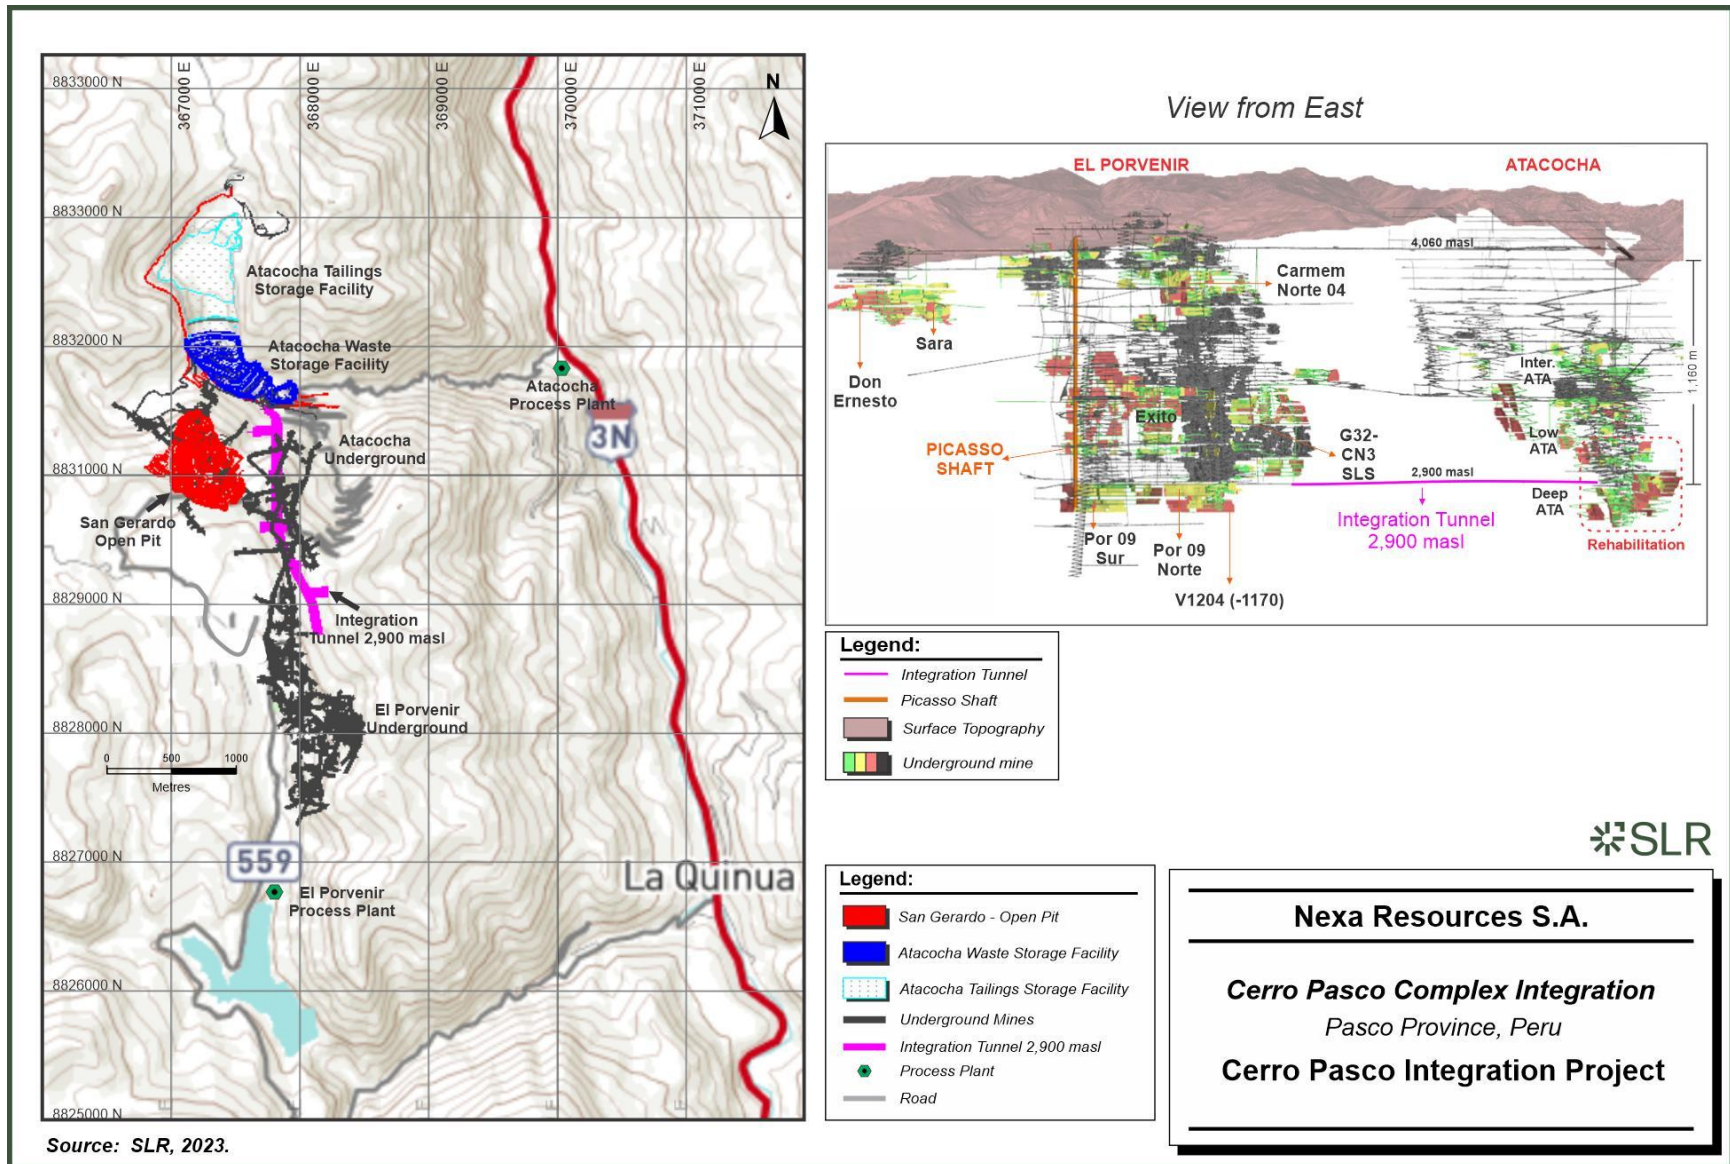 367000 E
368000 E
369000 E
370000 E
371000 E
N
8833000 N
8833000 N
8832000 N
8831000 N
8829000 N
8828000 N
8827000 N
8826000 N
8825000 N
Atacocha Tailings
Storage Facility
Atacocha Waste
Storage Facility
Atacocha
Process Plant
3N
Atacocha
Underground
San Gerardo
Open Pit
Integration
Tunnel 2,900 masl
El Porvenir
Underground
0 500 1000
Metres
559
La Quinua
El Porvenir
Process Plant
Source: SLR, 2023.
View from East
EL PORVENIR
ATACOCHA
4,060 masl
Carmem
Norte 04
Sara
Don
Ernesto
Inter.
ATA
1,160 m
Exito
PICASSO
SHAFT
G32-
CN3
SLS
Low
ATA
2,900 masl
Deep
ATA
Integration Tunnel
2,900 masl
Rehabilitation
Por 09
Sur
Por 09
Norte
V1204 (-1170)
Legend:
Integration Tunnel
Picasso Shaft
Surface Topography
Underground mine
SLR
Legend:
San Gerardo - Open Pit
Atacocha Waste Storage Facility
Atacocha Tailings Storage Facility
Underground Mines
Integration Tunnel 2,900 masl
Process Plant
Road
Nexa Resources S.A.
Cerro Pasco Complex Integration
Pasco Province, Peru
Cerro Pasco Integration Project